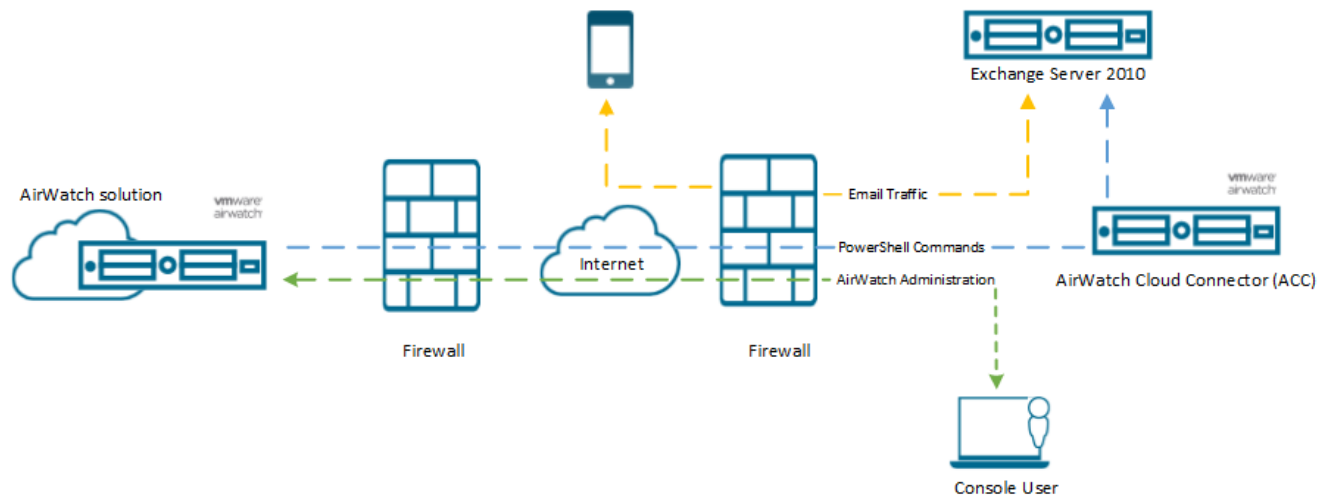 Exchange Server 2010
AirWatch solution
vmware
airwatch
vmware
airwatch
Email Traffic
PowerShell Commands
Internet
AirWatch Administration
AirWatch Cloud Connector (ACC)
Firewall
Firewall
Console User